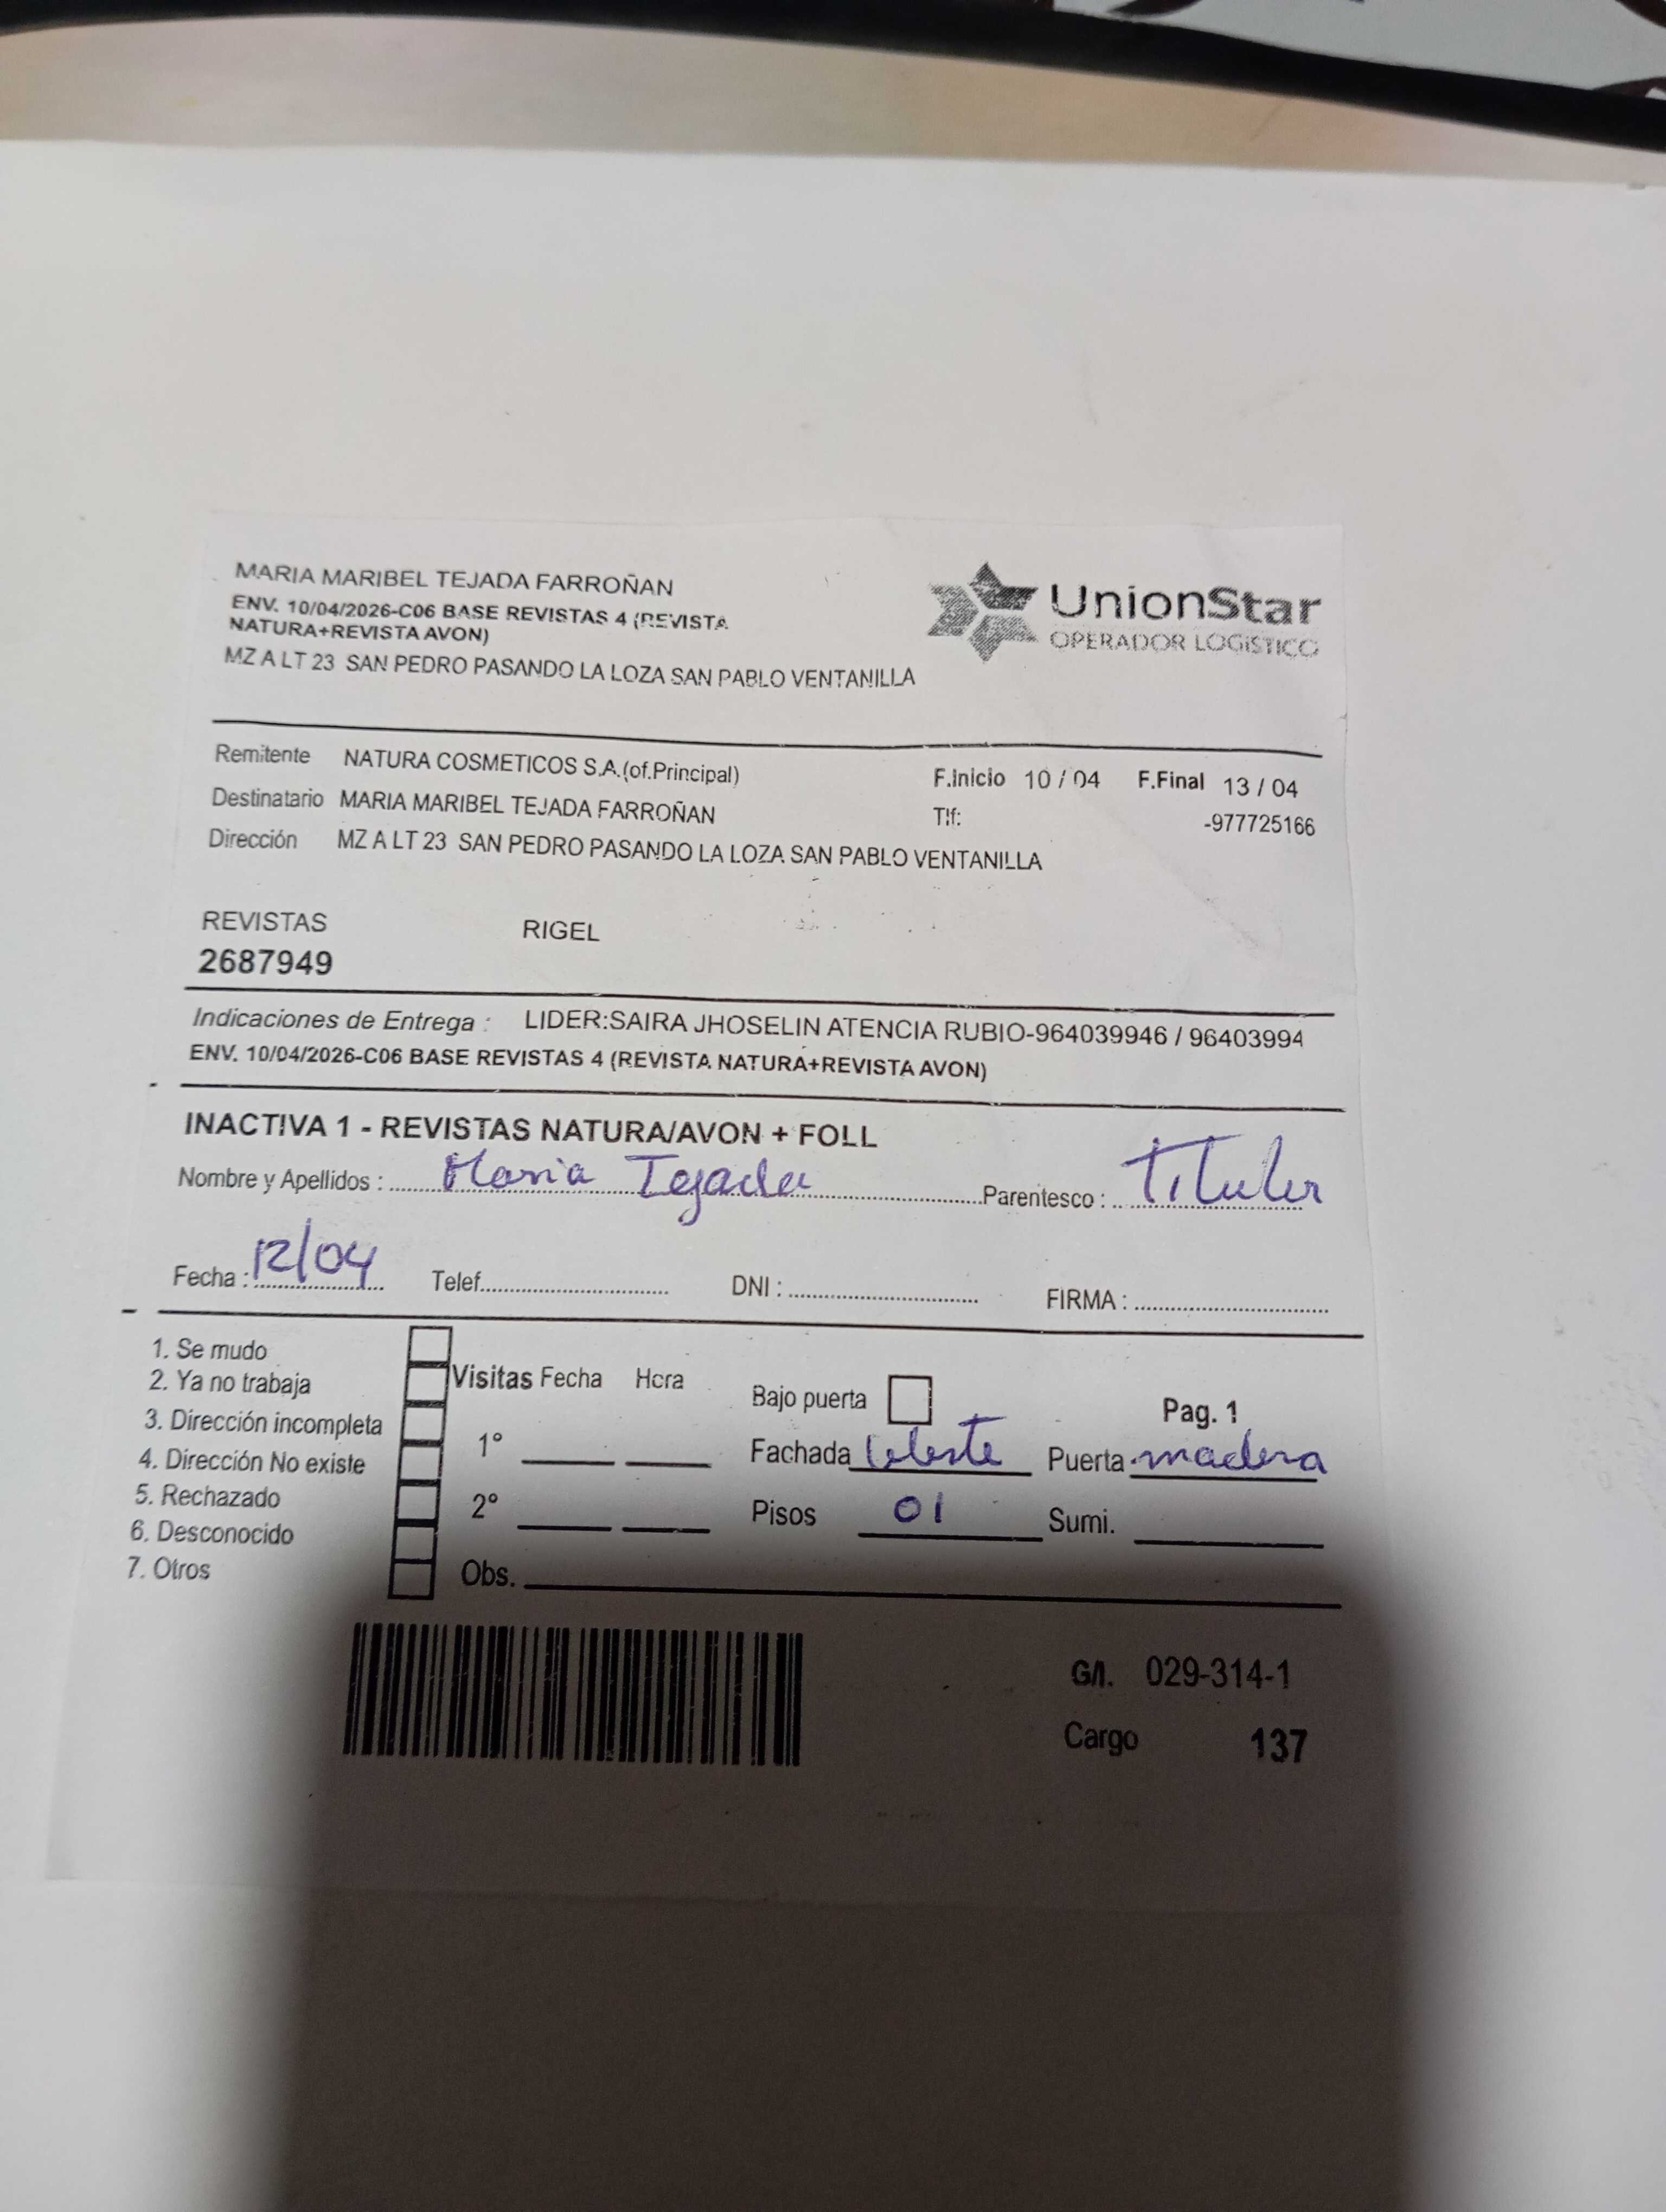 MARIA MARIBEL TEJADA FARROÑAN
ENV. 10/04/2026-C06 BASE REVISTAS 4 (REVISTA
NATURA+REVISTA AVON)
MZ A LT 23 SAN PEDRO PASANDO LA LOZA SAN PABLO VENTANILLA
UnionStar
OPERADOR LOGÍSTICO
Remitente NATURA COSMETICOS S.A.(of.Principal)
F.Inicio 10 / 04 F.Final 13 / 04
Destinatario MARIA MARIBEL TEJADA FARROÑAN
Tlf: -977725166
Dirección MZ A LT 23 SAN PEDRO PASANDO LA LOZA SAN PABLO VENTANILLA
REVISTAS RIGEL
2687949
Indicaciones de Entrega : LIDER:SAIRA JHOSELIN ATENCIA RUBIO-964039946 / 96403994
ENV. 10/04/2026-C06 BASE REVISTAS 4 (REVISTA NATURA+REVISTA AVON)
INACTIVA 1 - REVISTAS NATURA/AVON + FOLL
Nombre y Apellidos : Maria Tejada Parentesco : Titular
Fecha : 12/04 Telef. DNI : FIRMA :
1. Se mudo
2. Ya no trabaja
3. Dirección incompleta
4. Dirección No existe
5. Rechazado
6. Desconocido
7. Otros
Visitas Fecha Hora
1°
2°
Obs.
Bajo puerta
Pag. 1
Fachada Celeste Puerta madera
Pisos 01 Sumi.
G/I. 029-314-1
Cargo 137